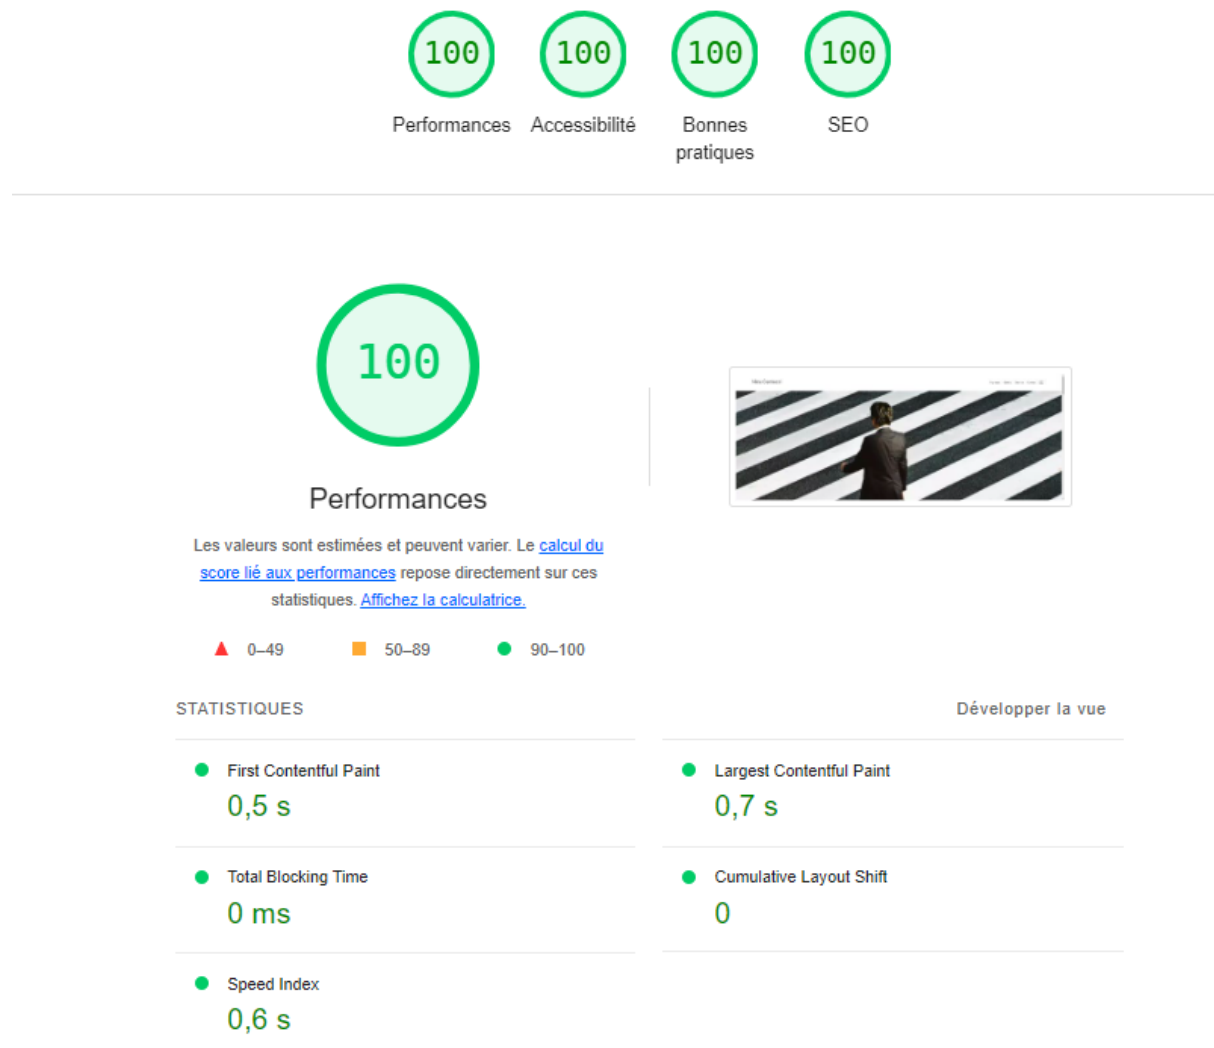 100
100
100
100
Performances
Accessibilité
Bonnes
pratiques
SEO
100
Performances
Les valeurs sont estimées et peuvent varier. Le calcul du
score lié aux performances repose directement sur ces
statistiques. Affichez la calculatrice.
0–49
50–89
90–100
STATISTIQUES
Développer la vue
First Contentful Paint
0,5 s
Largest Contentful Paint
0,7 s
Total Blocking Time
0 ms
Cumulative Layout Shift
0
Speed Index
0,6 s